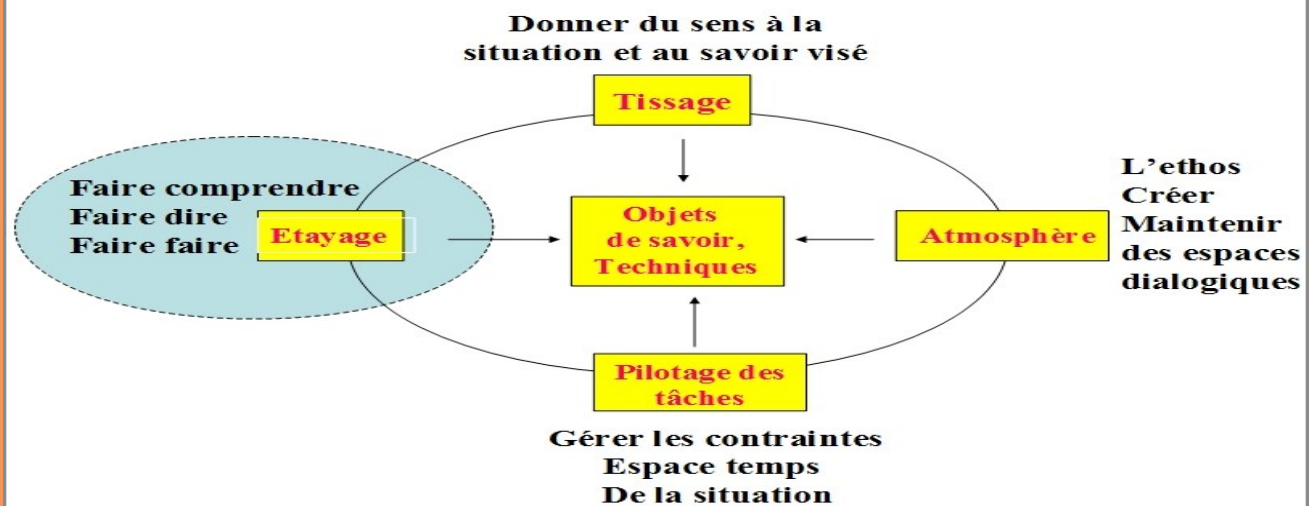 Donner du sens à la
situation et au savoir visé
Tissage
Faire comprendre
Faire dire
Faire faire
Etayage
Objets
de savoir,
Techniques
Atmosphère
L’ethos
Créer
Maintenir
des espaces
dialogiques
Pilotage des
tâches
Gérer les contraintes
Espace temps
De la situation